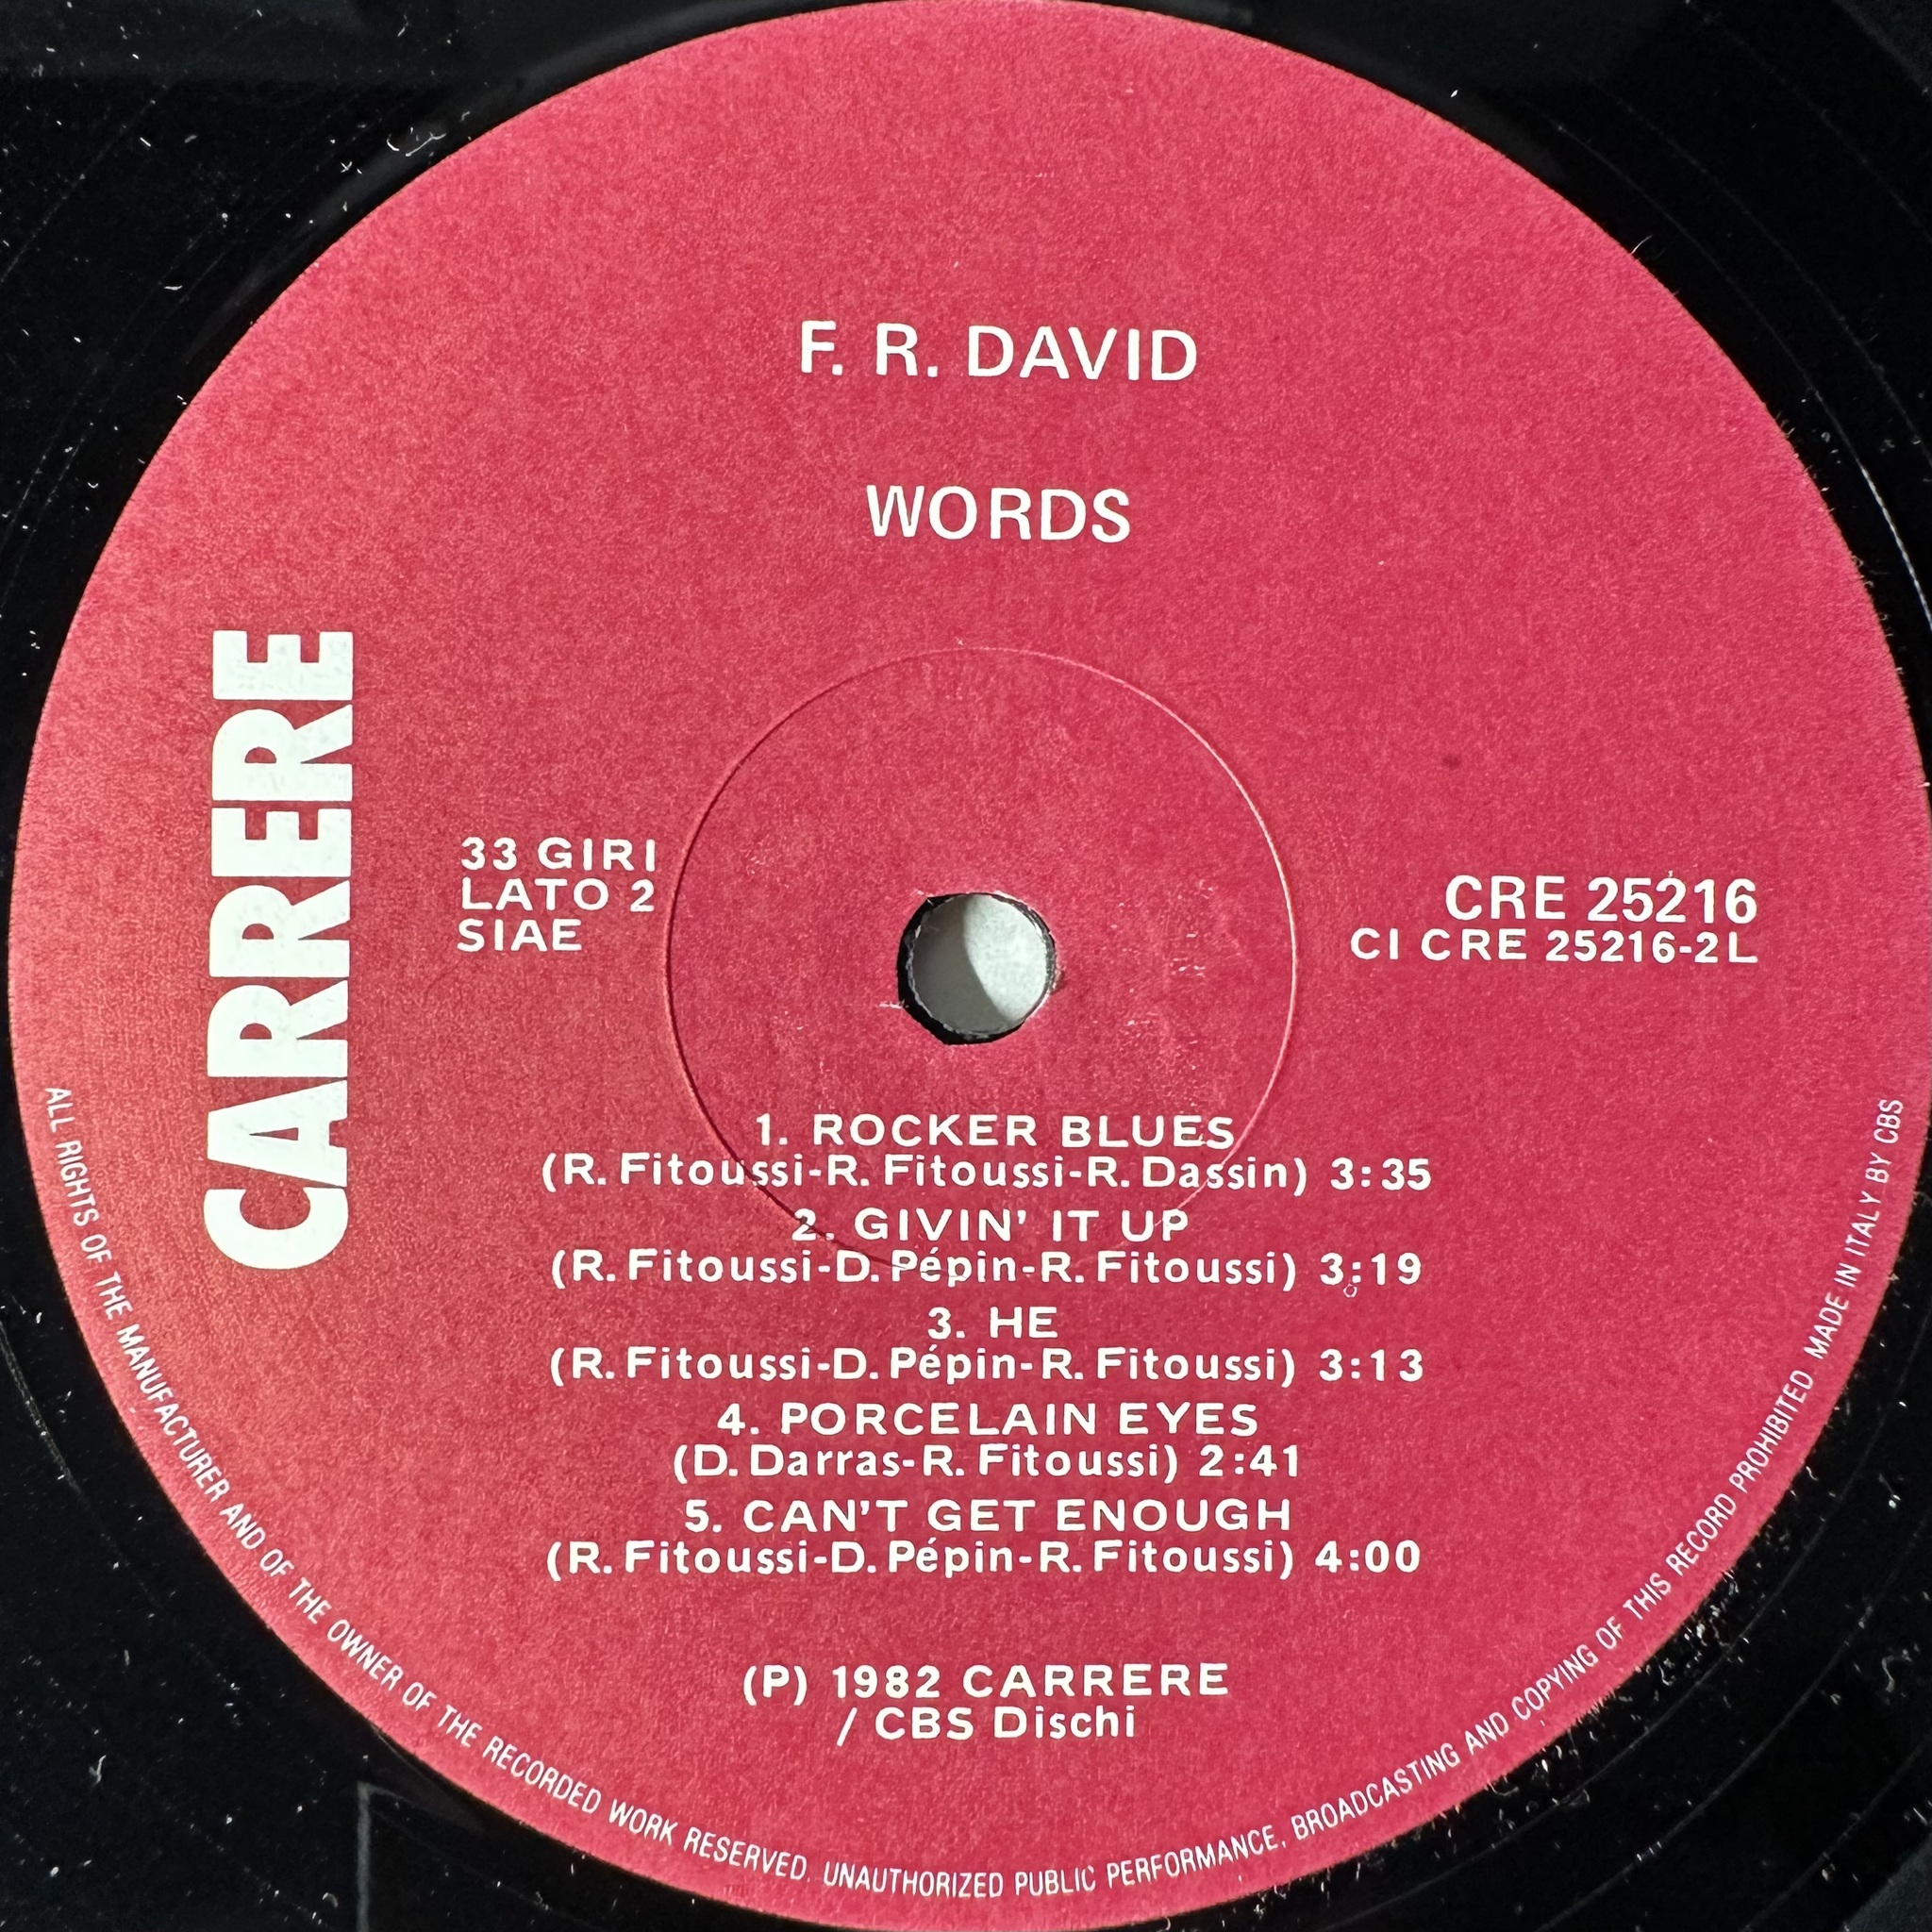 F. R. DAVID
WORDS
CARRERE
33 GIRI
LATO 2
SIAE
CRE 25216
CI CRE 25216-2L
1. ROCKER BLUES
(R. Fitoussi-R. Fitoussi-R. Dassin) 3:35
2. GIVIN' IT UP
(R. Fitoussi-D. Pépin-R. Fitoussi) 3:19
3. HE
(R. Fitoussi-D. Pépin-R. Fitoussi) 3:13
4. PORCELAIN EYES
(D. Darras-R. Fitoussi) 2:41
5. CAN'T GET ENOUGH
(R. Fitoussi-D. Pépin-R. Fitoussi) 4:00
(P) 1982 CARRERE
/ CBS Dischi
ALL RIGHTS OF THE MANUFACTURER AND OF THE OWNER OF THE RECORDED WORK RESERVED. UNAUTHORIZED PUBLIC PERFORMANCE, BROADCASTING AND COPYING OF THIS RECORD PROHIBITED MADE IN ITALY BY CBS